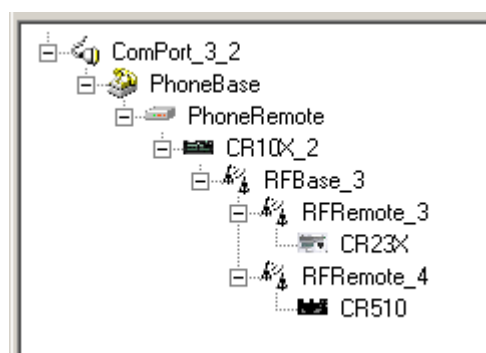 ComPort_3_2
PhoneBase
PhoneRemote
CR10X_2
RFBase_3
RFRemote_3
CR23X
RFRemote_4
CR510